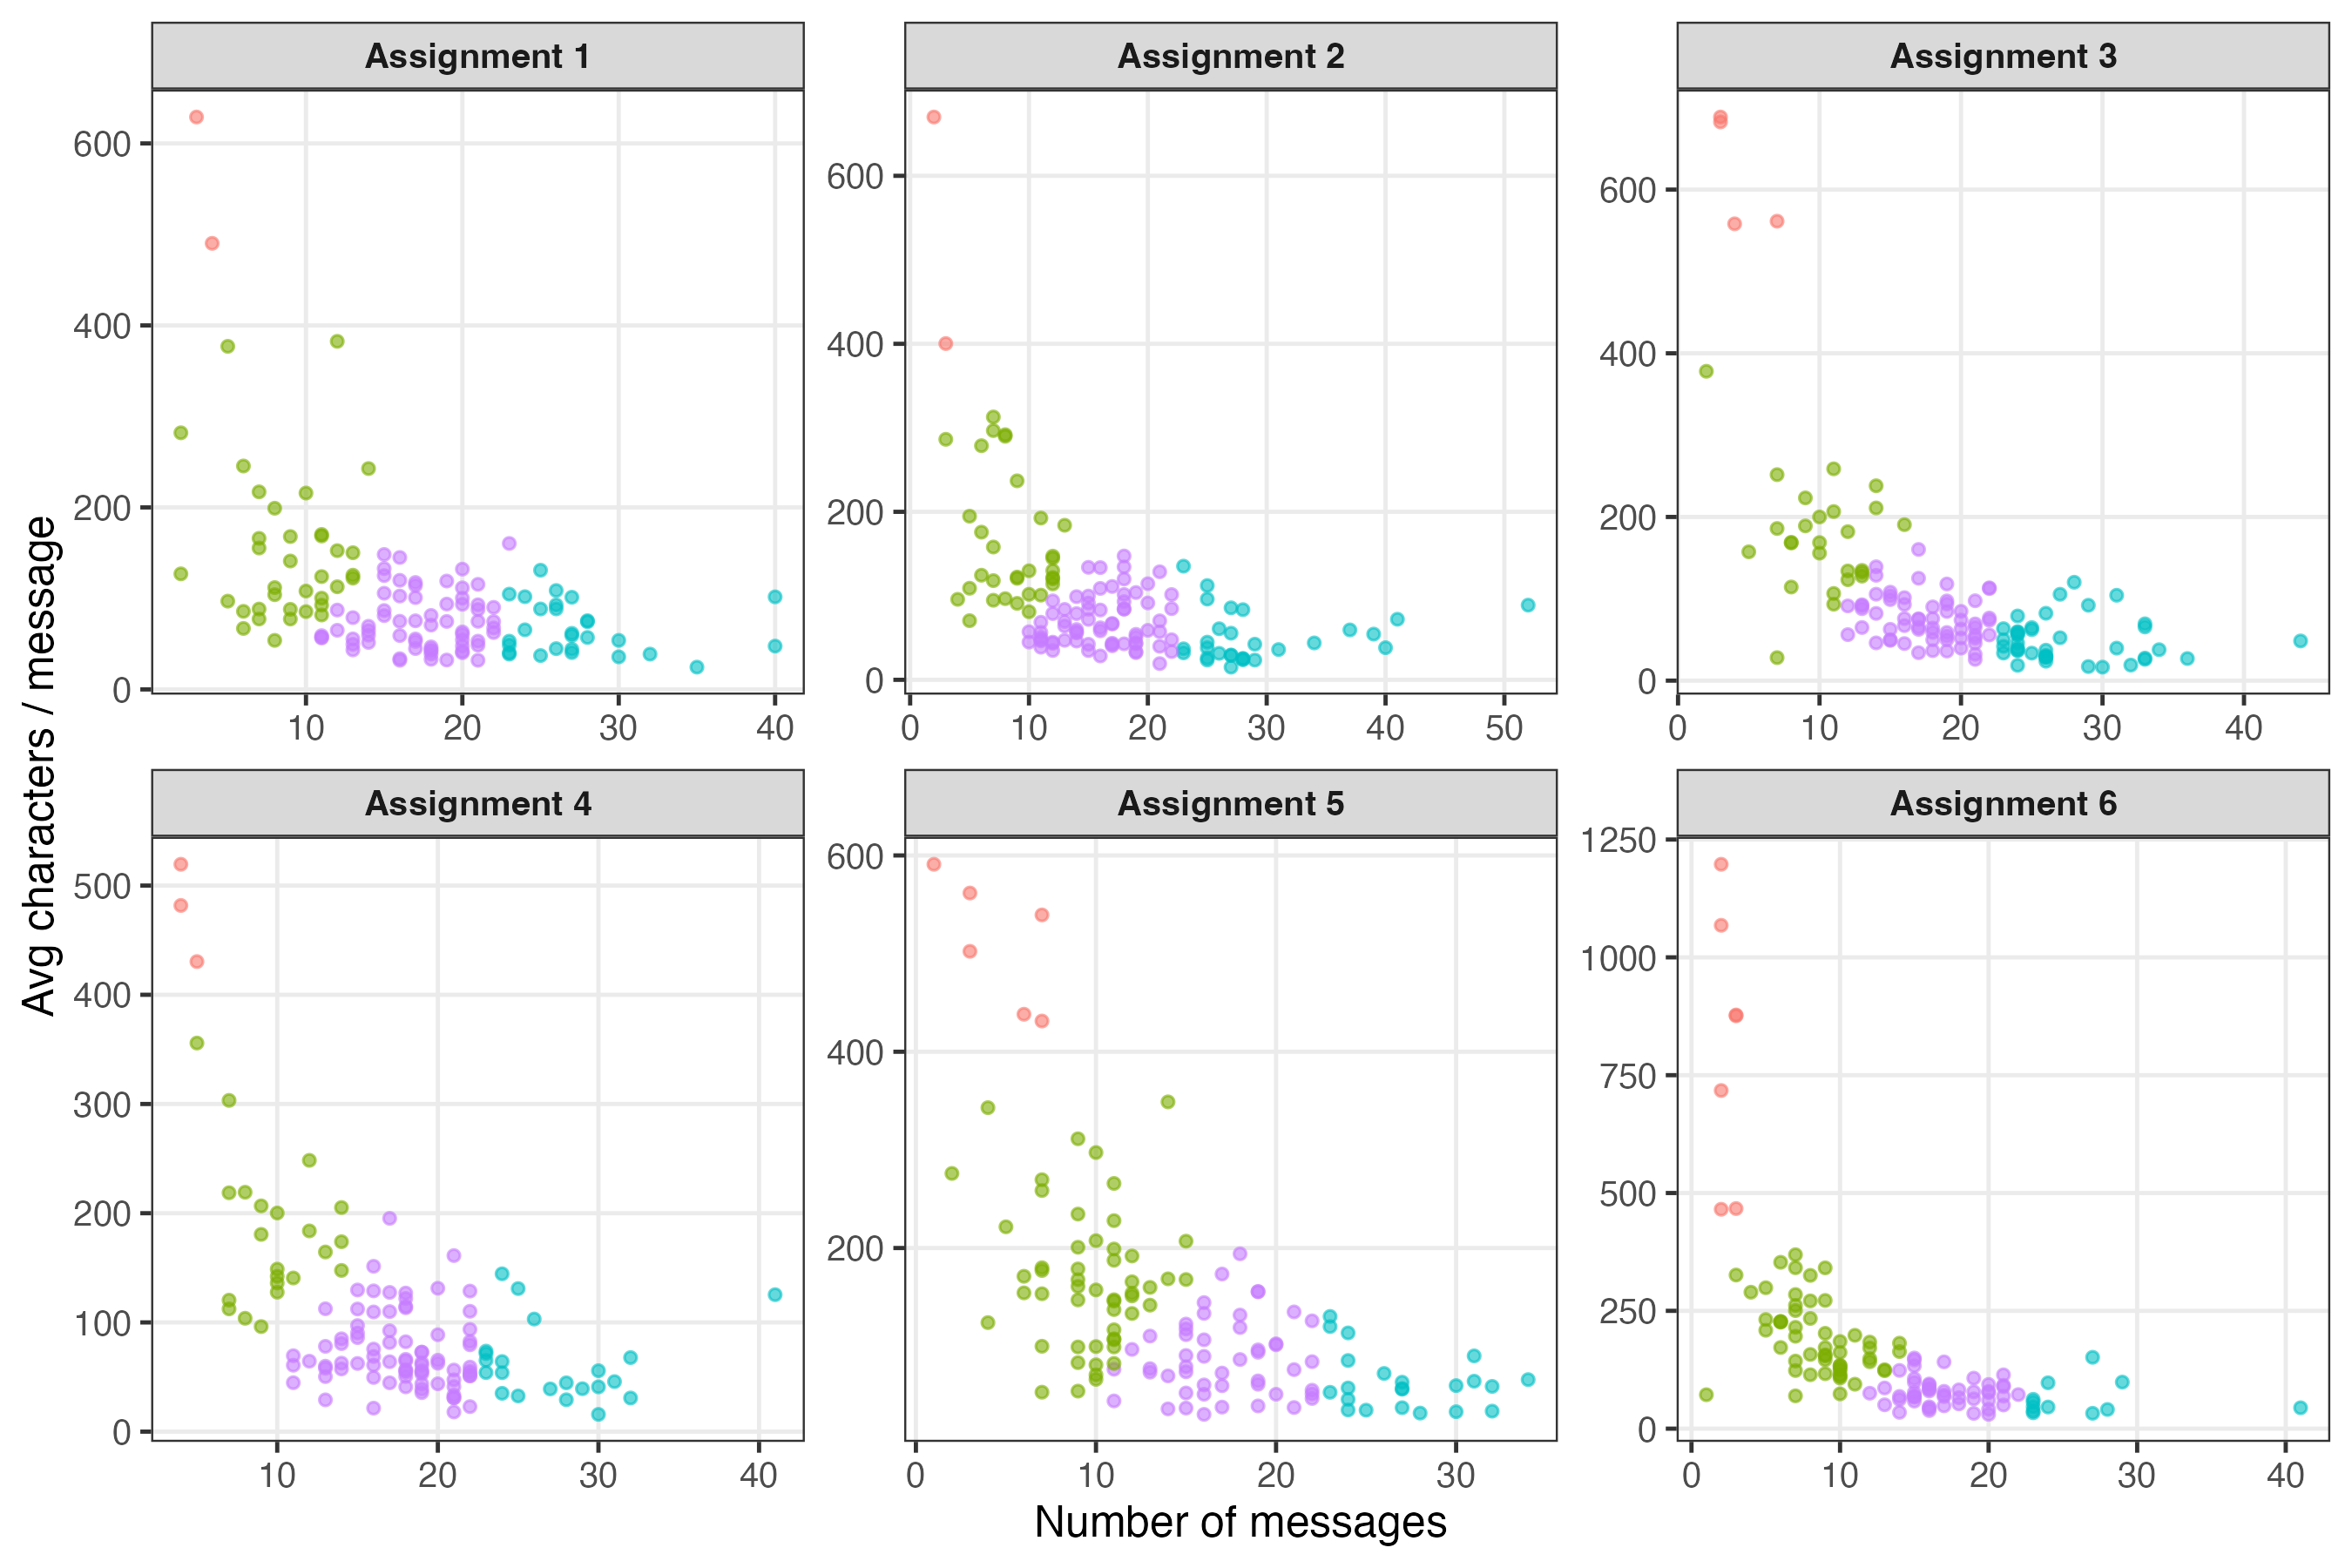 Assignment 1
Assignment 2
Assignment 3
600
400
200
0
10 20 30 40
600
400
200
0
0 10 20 30 40 50
600
400
200
0
0 10 20 30 40
Avg characters / message
Assignment 4
Assignment 5
Assignment 6
500
400
300
200
100
0
10 20 30 40
600
400
200
0 10 20 30
1250
1000
750
500
250
0
0 10 20 30 40
Number of messages